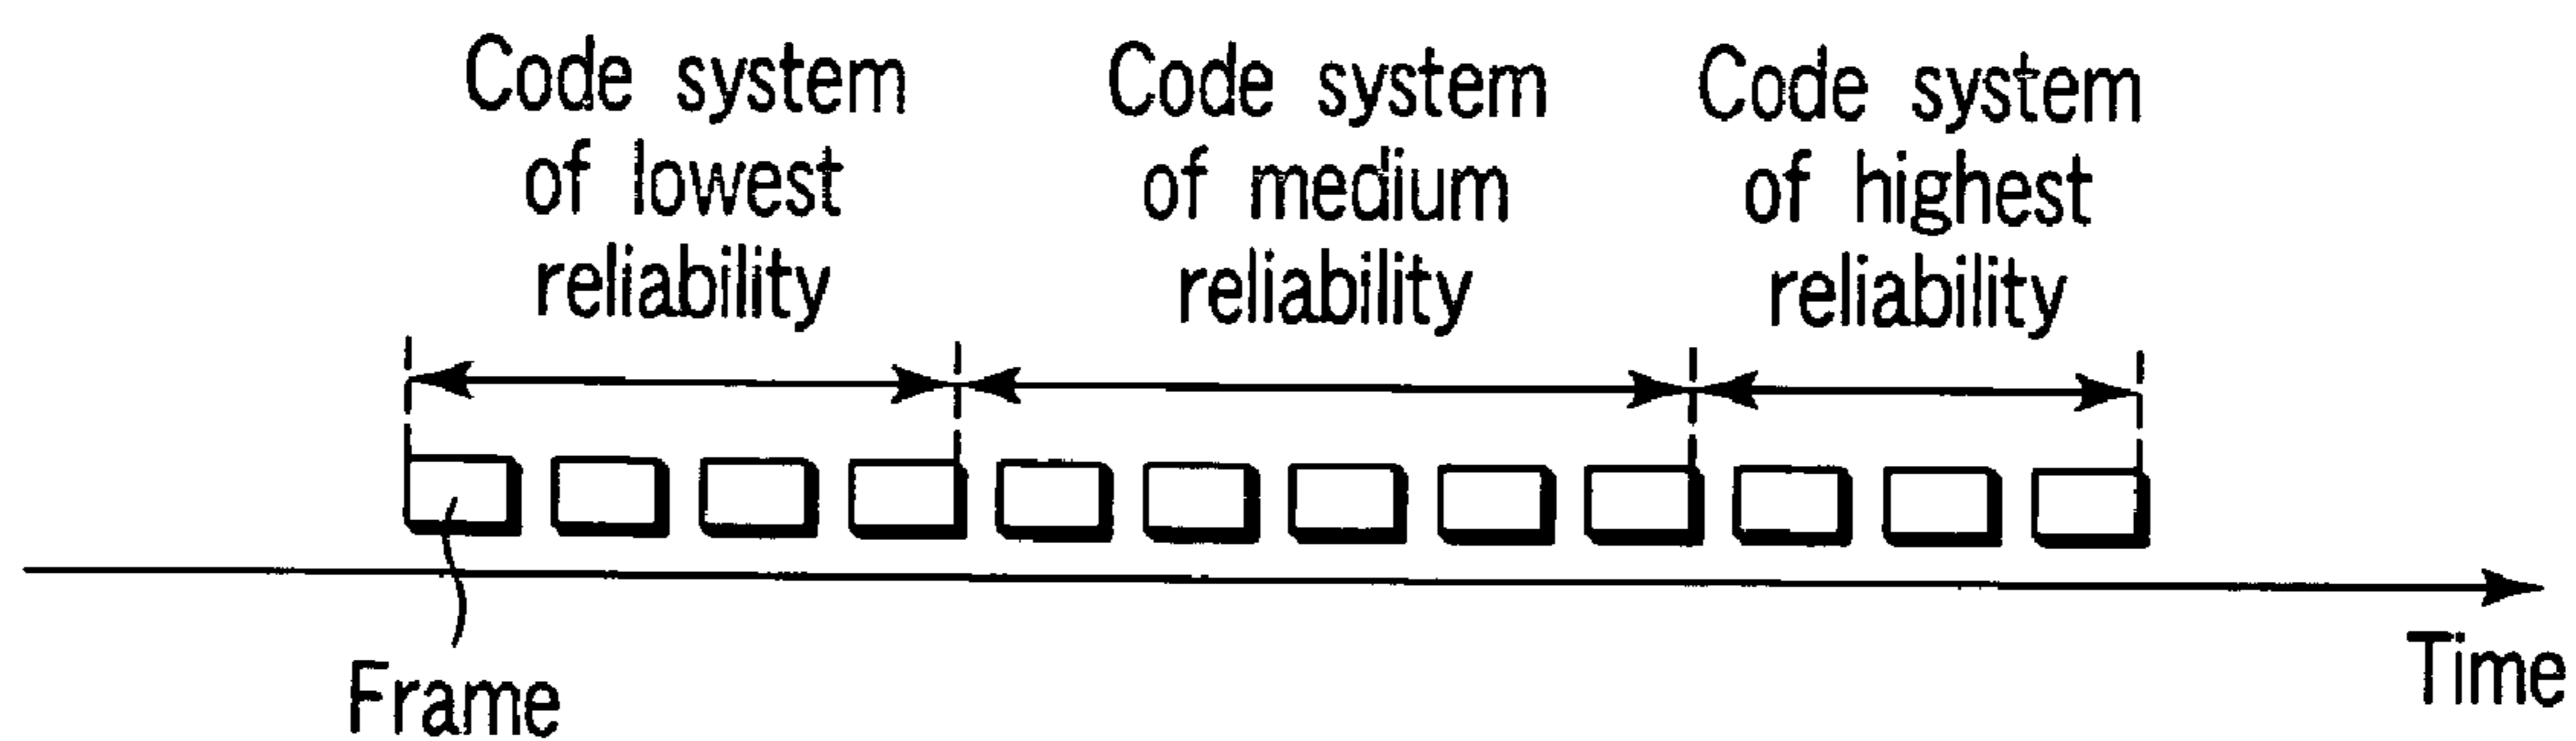 Code system
of lowest
reliability
Code system
of medium
reliability
Code system
of highest
reliability
Frame
Time